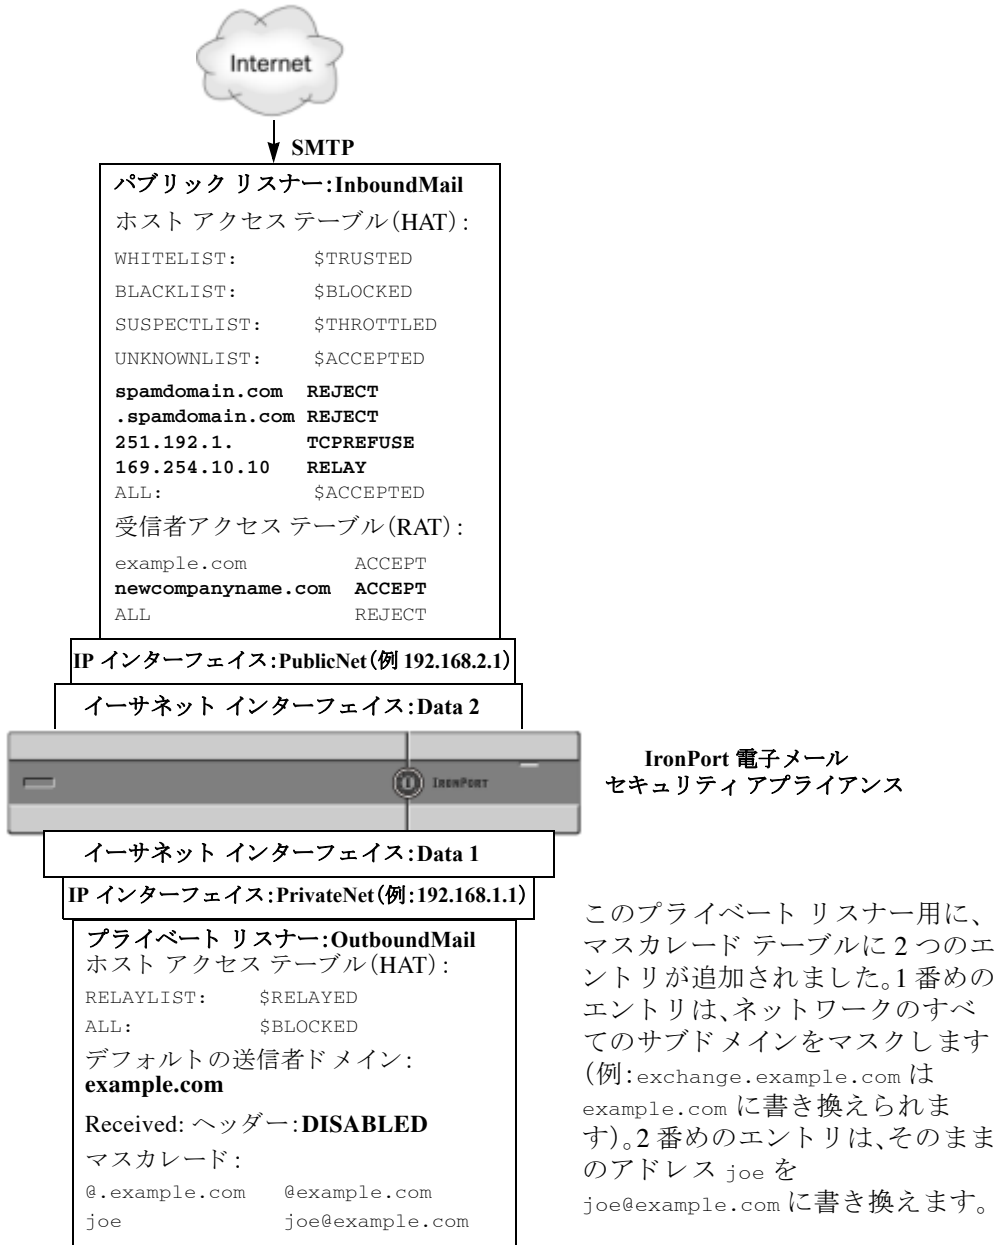 Internet
SMTP
パブリック リスナー:InboundMail
ホスト アクセス テーブル(HAT):
WHITELIST: $TRUSTED
BLACKLIST: $BLOCKED
SUSPECTLIST: $THROTTLED
UNKNOWNLIST: $ACCEPTED
spamdomain.com REJECT
.spamdomain.com REJECT
251.192.1. TCPREFUSE
169.254.10.10 RELAY
ALL: $ACCEPTED
受信者アクセス テーブル(RAT):
example.com ACCEPT
newcompanyname.com ACCEPT
ALL REJECT
IP インターフェイス:PublicNet(例 192.168.2.1)
イーサネット インターフェイス:Data 2
IRONPORT
IronPort 電子メール
セキュリティ アプライアンス
イーサネット インターフェイス:Data 1
IP インターフェイス:PrivateNet(例:192.168.1.1)
プライベート リスナー:OutboundMail
ホスト アクセス テーブル(HAT):
RELAYLIST: $RELAYED
ALL: $BLOCKED
デフォルトの送信者ドメイン:
example.com
Received: ヘッダー:DISABLED
マスカレード:
@.example.com @example.com
joe joe@example.com
このプライベート リスナー用に、
マスカレード テーブルに 2 つのエ
ントリが追加されました。1 番めの
エントリは、ネットワークのすべ
てのサブドメインをマスクします
(例:exchange.example.com は
example.com に書き換えられま
す)。2 番めのエントリは、そのまま
のアドレス joe を
joe@example.com に書き換えます。